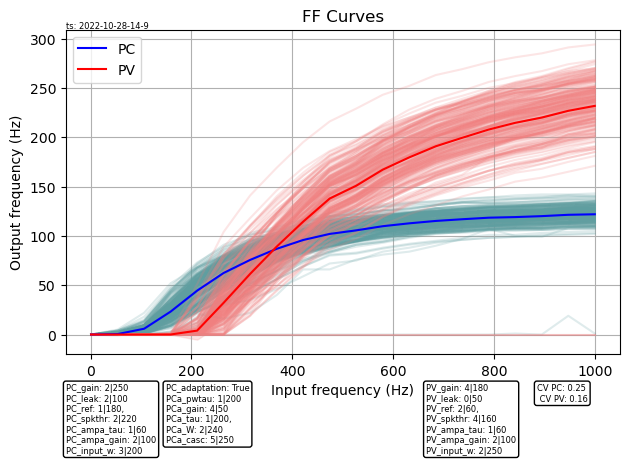 FF Curves
ts: 2022-10-28-14-9
PC
PV
300
250
200
150
100
50
0
Output frequency (Hz)
0 200 400 600 800 1000
Input frequency (Hz)
PC_gain: 2|250
PC_leak: 2|100
PC_ref: 1|180,
PC_spkthr: 2|220
PC_ampa_tau: 1|60
PC_ampa_gain: 2|100
PC_input_w: 3|200
PC_adaptation: True
PCa_pwtau: 1|200
PCa_gain: 4|50
PCa_tau: 1|200,
PCa_W: 2|240
PCa_casc: 5|250
PV_gain: 4|180
PV_leak: 0|50
PV_ref: 2|60,
PV_spkthr: 4|160
PV_ampa_tau: 1|60
PV_ampa_gain: 2|100
PV_input_w: 2|250
CV PC: 0.25
CV PV: 0.16